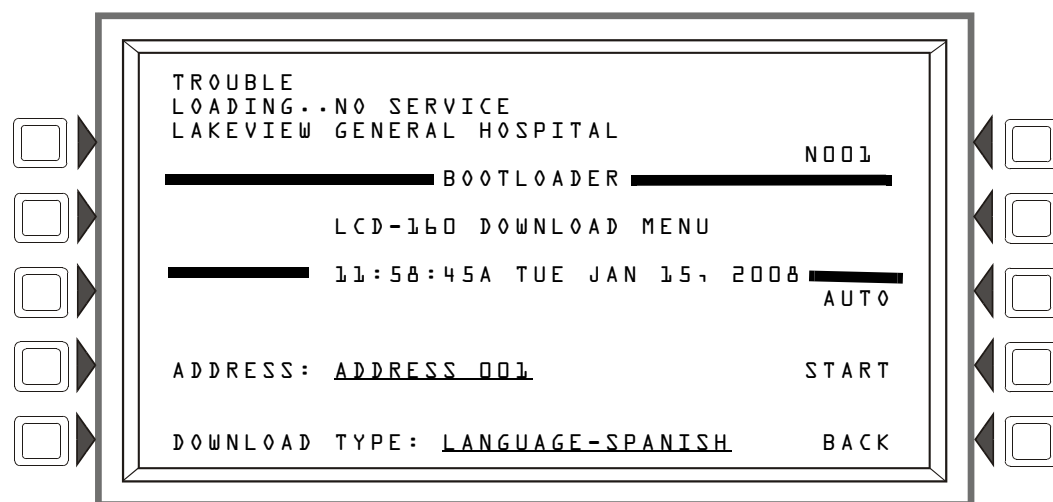 TROUBLE
LOADING..NO SERVICE
LAKEVIEW GENERAL HOSPITAL
N001
BOOTLOADER
LCD-160 DOWNLOAD MENU
11:58:45A TUE JAN 15, 2008
AUTO
ADDRESS: ADDRESS 001 START
DOWNLOAD TYPE: LANGUAGE-SPANISH BACK